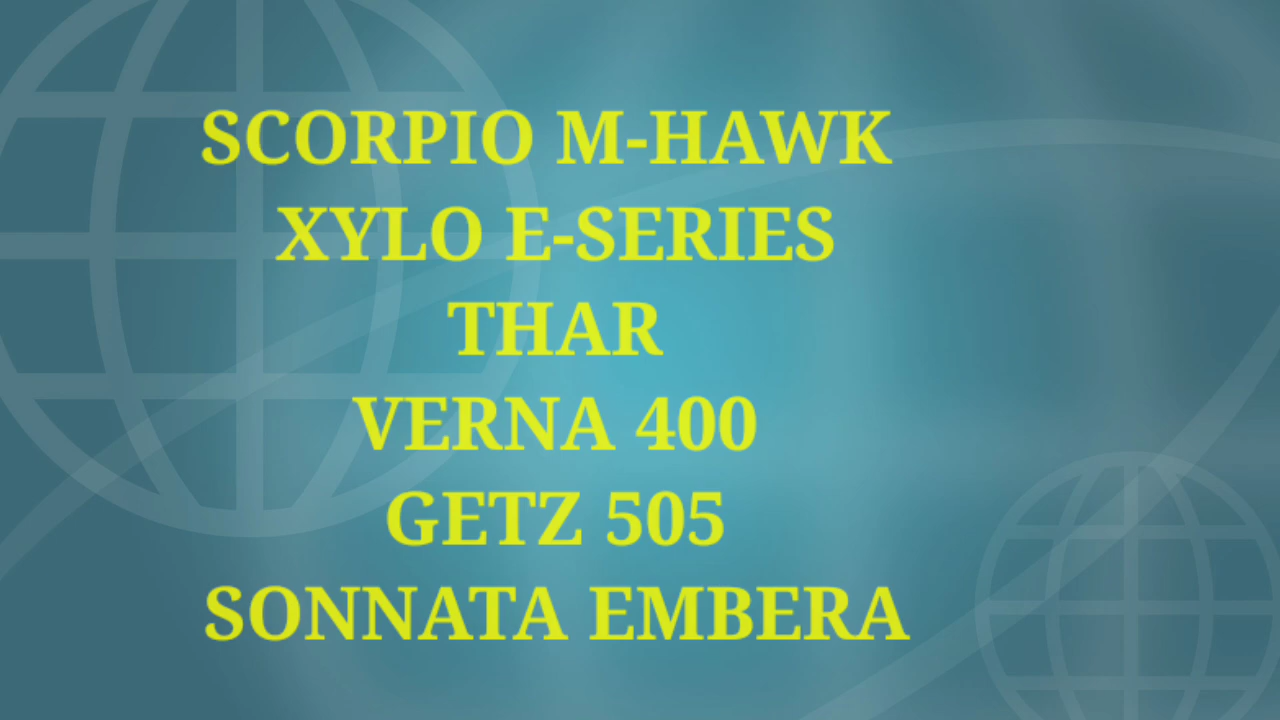 SCORPIO M-HAWK
XYLO E-SERIES
THAR
VERNA 400
GETZ 505
SONNATA EMBERA